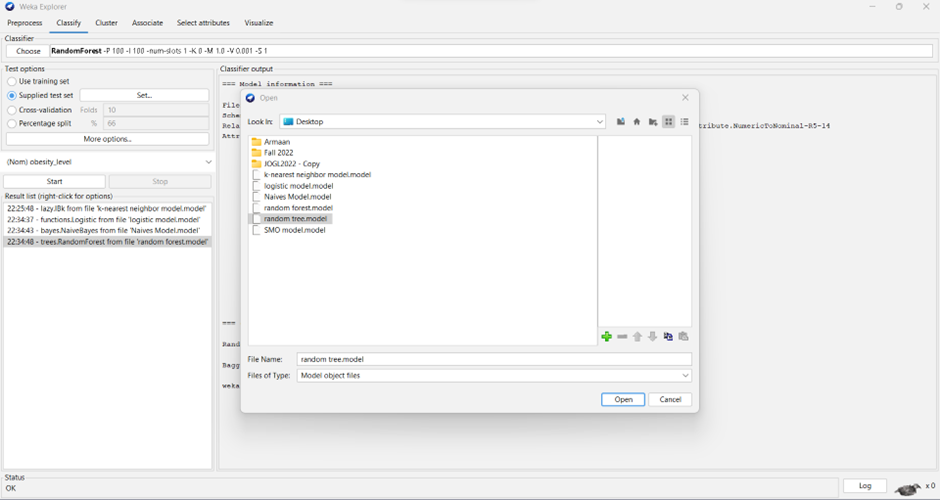 Weka Explorer
Preprocess Classify Cluster Associate Select attributes Visualize
Classifier
Choose RandomForest -P 100 -I 100 -num-slots 1 -K 0 -M 1.0 -V 0.001 -S 1
Test options
Use training set
Supplied test set Set...
Cross-validation Folds 10
Percentage split % 66
More options...
(Nom) obesity_level
Start Stop
Result list (right-click for options)
22:25:48 - lazy.IBk from file 'k-nearest neighbor model.model'
22:34:37 - functions.Logistic from file 'logistic model.model'
22:34:43 - bayes.NaiveBayes from file 'Naives Model.model'
22:34:48 - trees.RandomForest from file 'random forest.model'
Classifier output
=== Model information ===
File
Sche
Rela
tribute.NumericToNominal-R5-14
Attr
===
Rand
Bagg
weka
Open
Look In: Desktop
Armaan
Fall 2022
JOGL2022 - Copy
k-nearest neighbor model.model
logistic model.model
Naives Model.model
random forest.model
random tree.model
SMO model.model
File Name: random tree.model
Files of Type: Model object files
Open Cancel
Status
OK
Log x 0